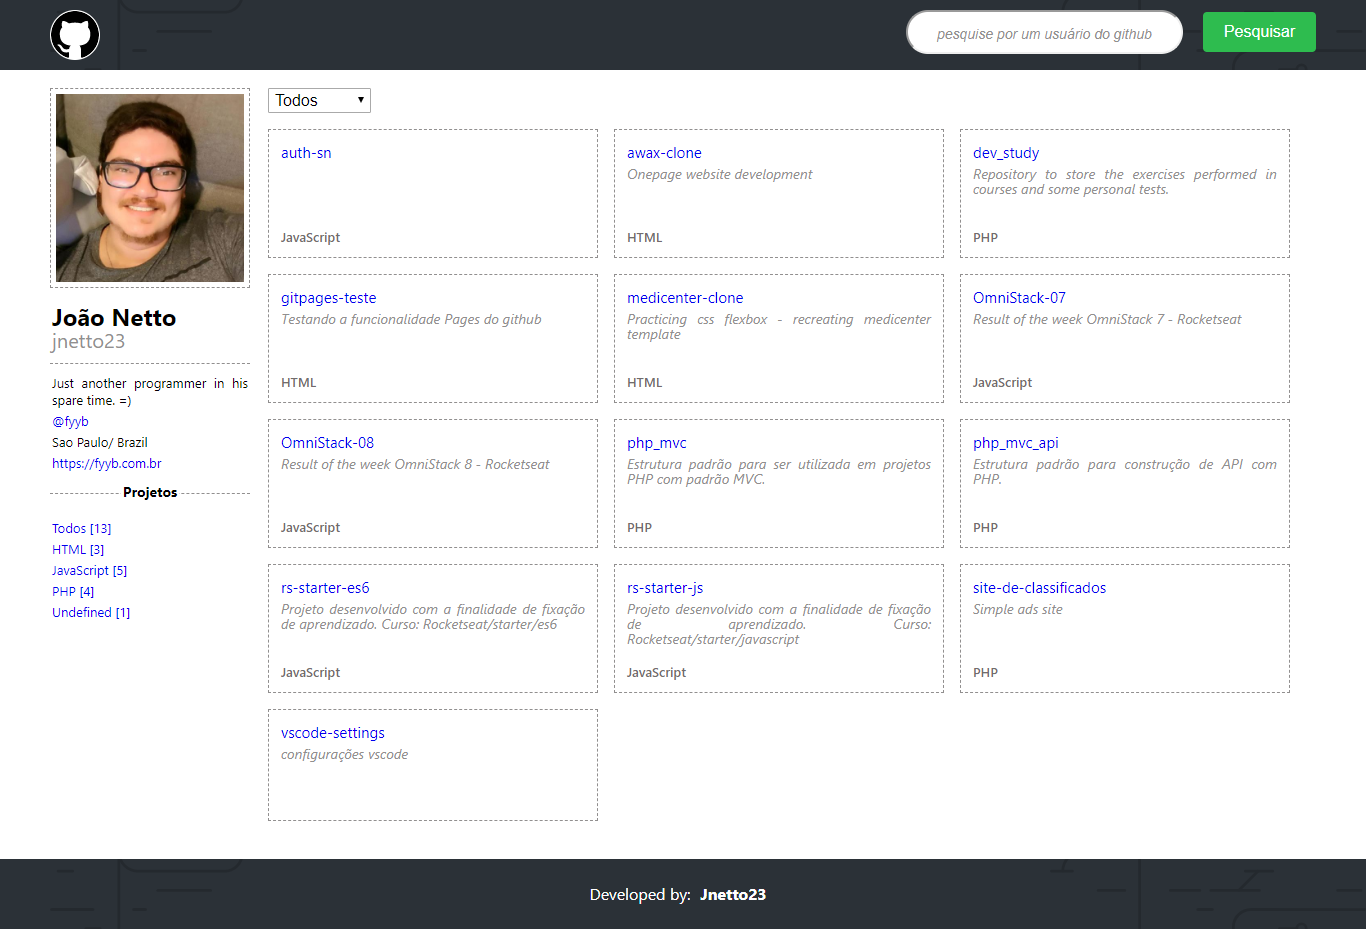 pesquise por um usuário do github
Pesquisar
João Netto
jnetto23
Just another programmer in his
spare time. =)
@fyyb
Sao Paulo/ Brazil
https://fyyb.com.br
Projetos
Todos [13]
HTML [3]
JavaScript [5]
PHP [4]
Undefined [1]
Todos
auth-sn
JavaScript
awax-clone
Onepage website development
HTML
dev_study
Repository to store the exercises performed in
courses and some personal tests.
PHP
gitpages-teste
Testando a funcionalidade Pages do github
HTML
medicenter-clone
Practicing css flexbox - recreating medicenter
template
HTML
OmniStack-07
Result of the week OmniStack 7 - Rocketseat
JavaScript
OmniStack-08
Result of the week OmniStack 8 - Rocketseat
JavaScript
php_mvc
Estrutura padrão para ser utilizada em projetos
PHP com padrão MVC.
PHP
php_mvc_api
Estrutura padrão para construção de API com
PHP.
PHP
rs-starter-es6
Projeto desenvolvido com a finalidade de fixação
de aprendizado. Curso: Rocketseat/starter/es6
JavaScript
rs-starter-js
Projeto desenvolvido com a finalidade de fixação
de aprendizado. Curso:
Rocketseat/starter/javascript
JavaScript
site-de-classificados
Simple ads site
PHP
vscode-settings
configurações vscode
Developed by: Jnetto23